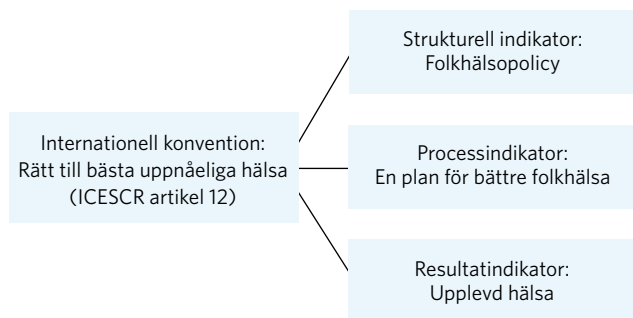 Internationell konvention:
Rätt till bästa uppnåeliga hälsa
(ICESCR artikel 12)
Strukturell indikator:
Folkhälsopolicy
Processindikator:
En plan för bättre folkhälsa
Resultatindikator:
Upplevd hälsa